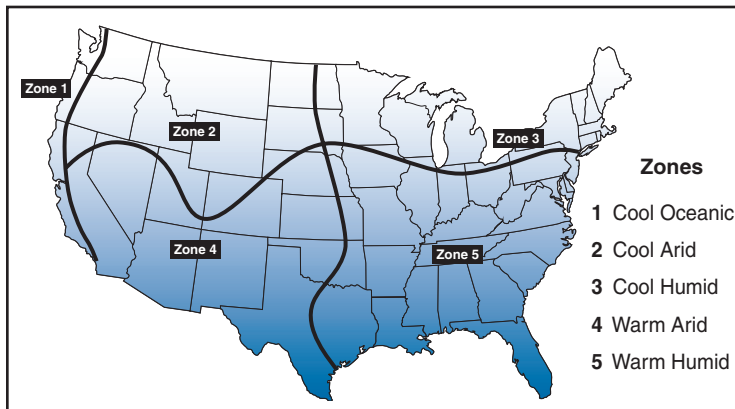 Zone 1
Zone 2
Zone 3
Zone 4
Zone 5
Zones
1 Cool Oceanic
2 Cool Arid
3 Cool Humid
4 Warm Arid
5 Warm Humid